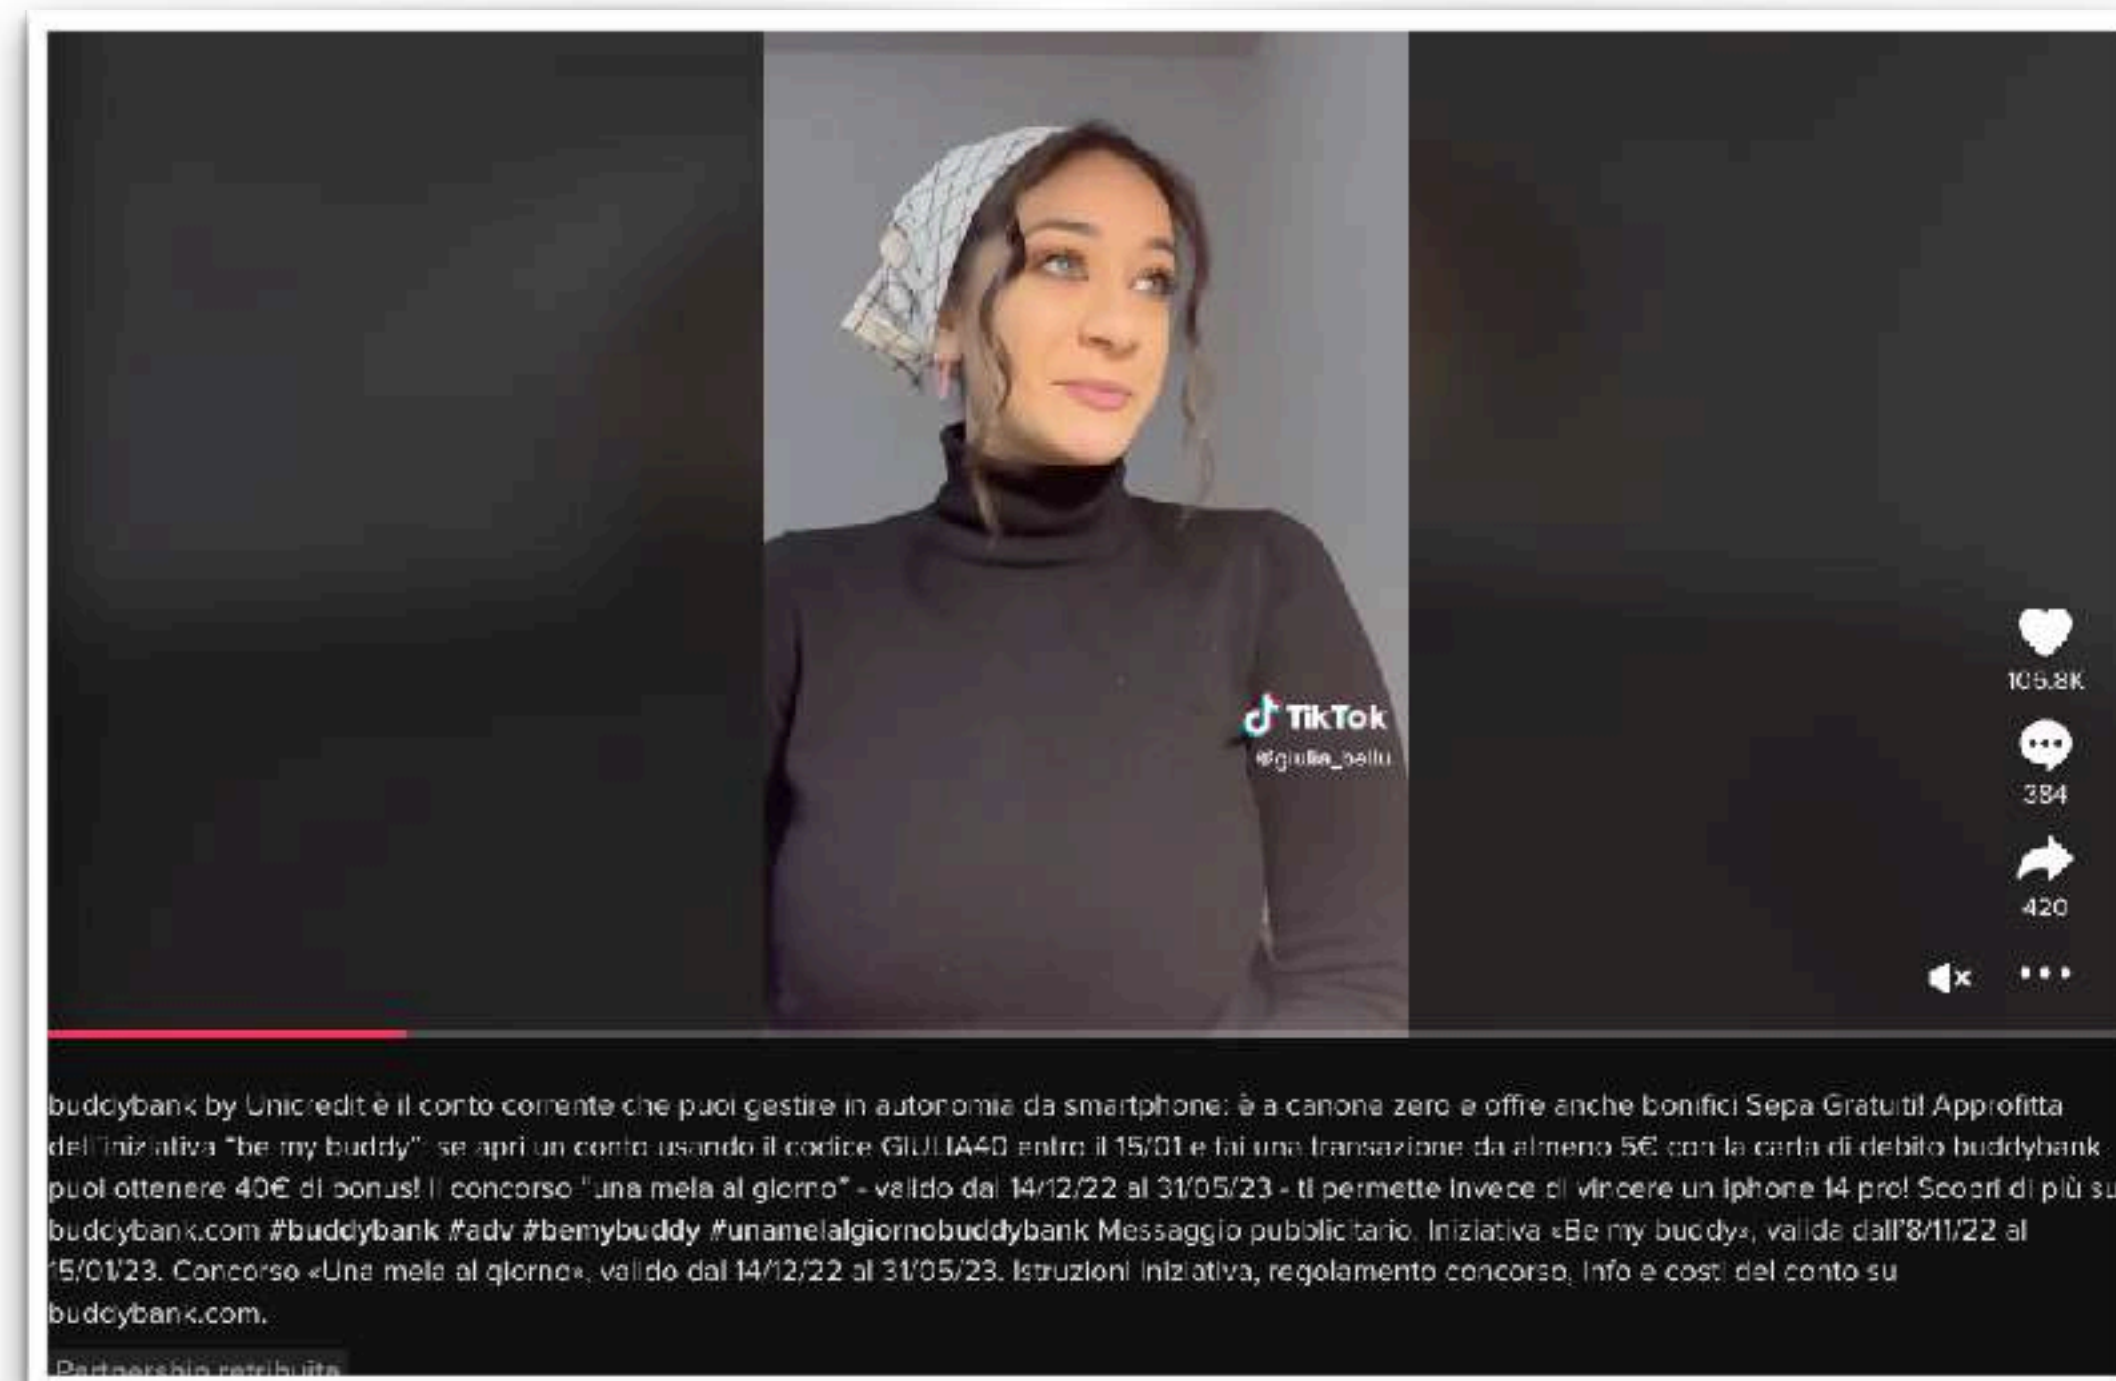 TikTok
@giulia_bellu
105.8K
384
420
buddybank by Unicredit è il conto corrente che puoi gestire in autonomia da smartphone: è a canone zero e offre anche bonifici Sepa Gratuiti! Approfitta
dell'iniziativa "be my buddy": se apri un conto usando il codice GIULIA40 entro il 15/01 e fai una transazione da almeno 5€ con la carta di debito buddybank
puoi ottenere 40€ di bonus! Il concorso "una mela al giorno" - valido dal 14/12/22 al 31/05/23 - ti permette invece di vincere un iphone 14 pro! Scopri di più su
buddybank.com #buddybank #adv #bemybuddy #unamelalgiornobuddybank Messaggio pubblicitario. Iniziativa «Be my buddy», valida dall'8/11/22 al
15/01/23. Concorso «Una mela al giorno», valido dal 14/12/22 al 31/05/23. Istruzioni iniziativa, regolamento concorso, info e costi del conto su
buddybank.com.
Partnership retribuita